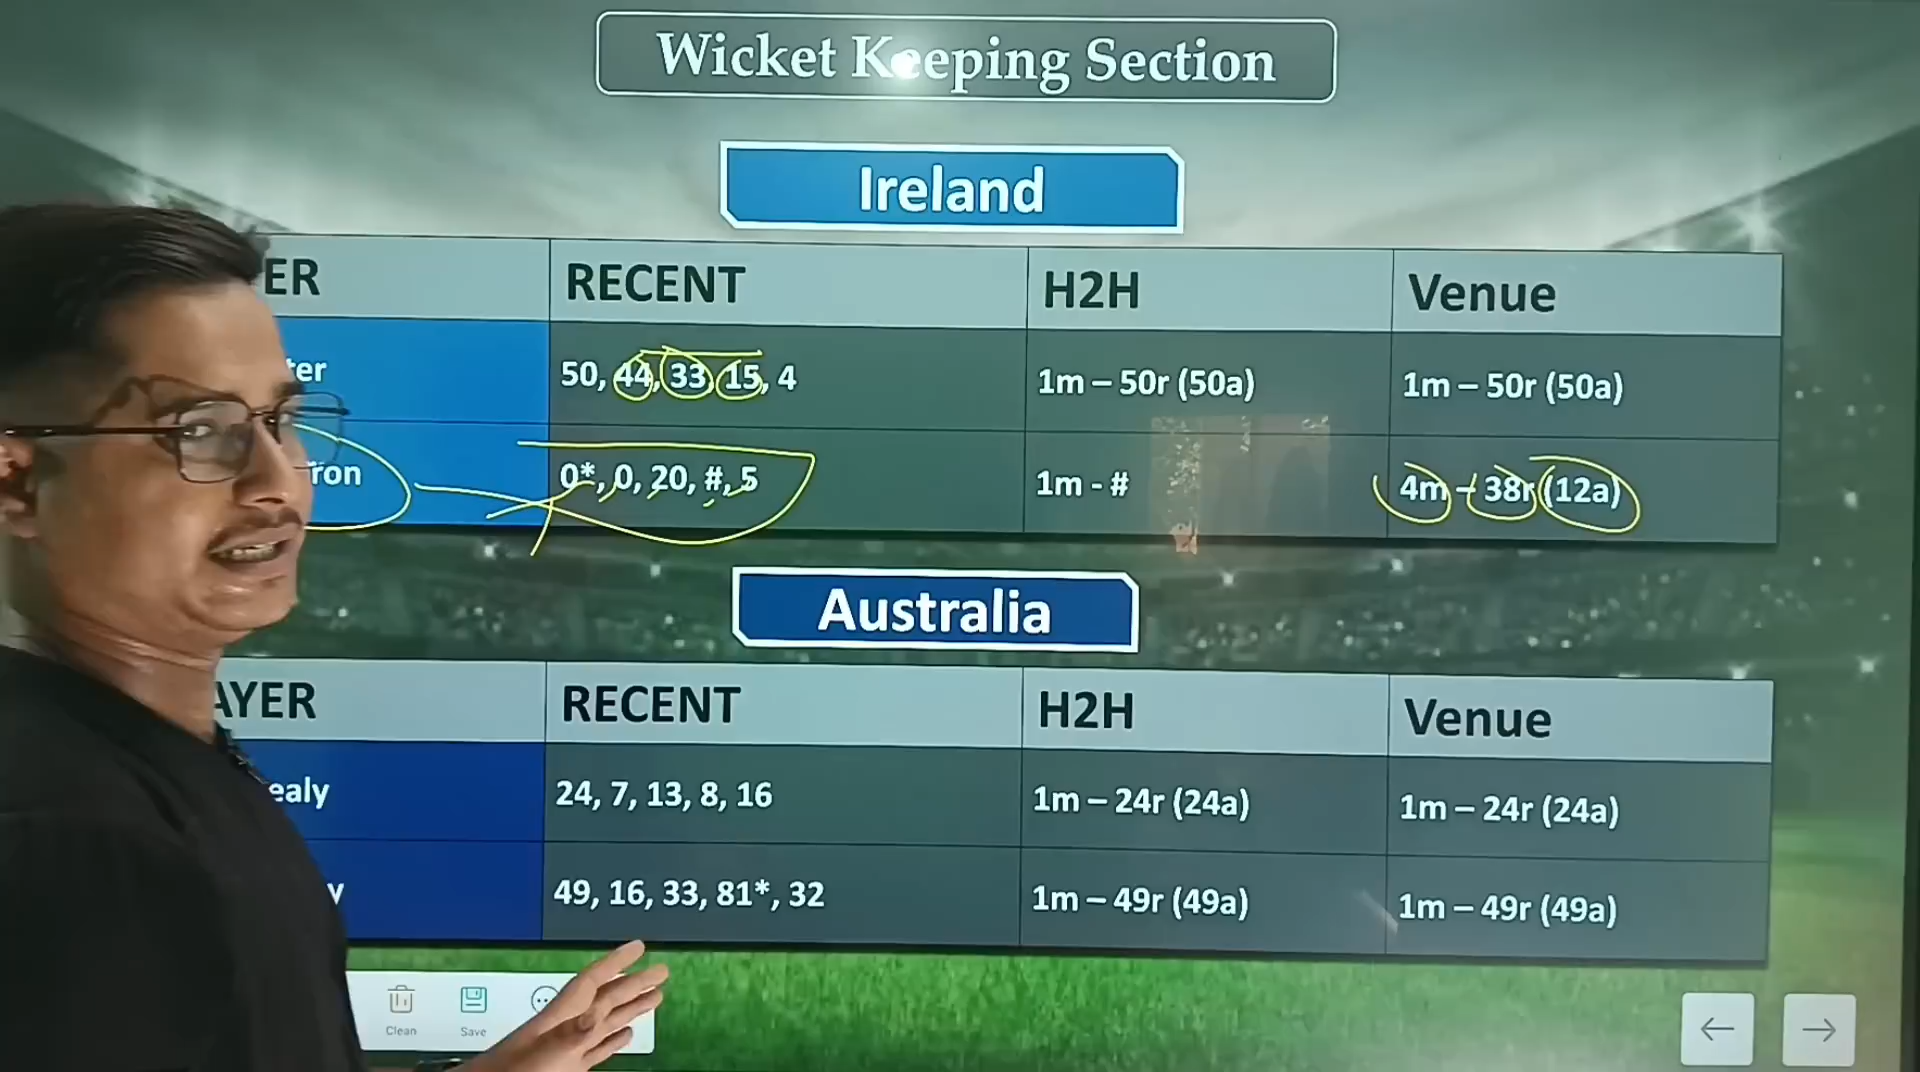 Wicket Keeping Section
Ireland
ER RECENT H2H Venue
ter 50, 44, 33, 15, 4 1m – 50r (50a) 1m – 50r (50a)
ron 0*, 0, 20, #, 5 1m - # 4m – 38r (12a)
Australia
AYER RECENT H2H Venue
ealy 24, 7, 13, 8, 16 1m – 24r (24a) 1m – 24r (24a)
y 49, 16, 33, 81*, 32 1m – 49r (49a) 1m – 49r (49a)
Clean Save